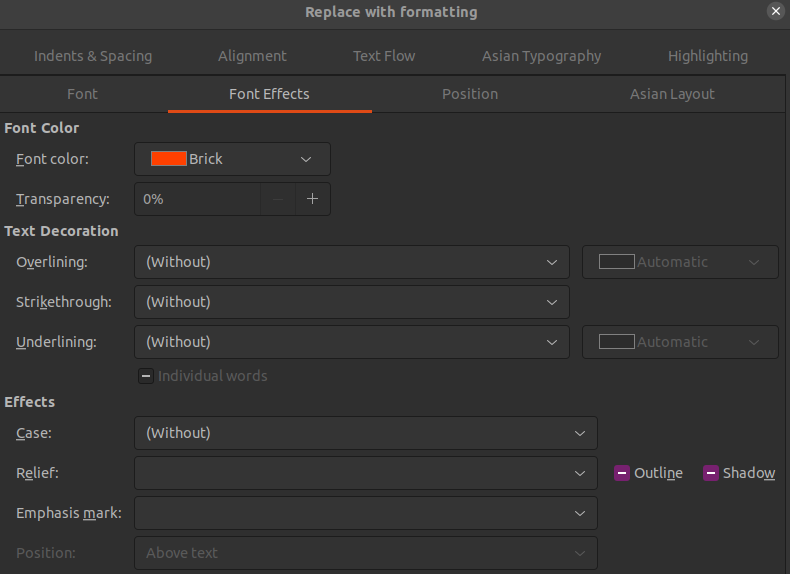 Replace with formatting
Indents & Spacing Alignment Text Flow Asian Typography Highlighting
Font Font Effects Position Asian Layout
Font Color
Font color: Brick
Transparency: 0%
Text Decoration
Overlining: (Without) Automatic
Strikethrough: (Without)
Underlining: (Without) Automatic
Individual words
Effects
Case: (Without)
Relief: Outline Shadow
Emphasis mark:
Position: Above text